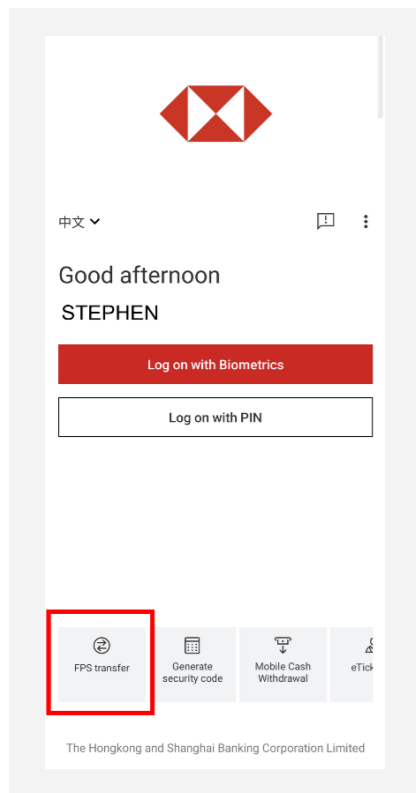 中文
Good afternoon
STEPHEN
Log on with Biometrics
Log on with PIN
FPS transfer
Generate
security code
Mobile Cash
Withdrawal
eTick
The Hongkong and Shanghai Banking Corporation Limited